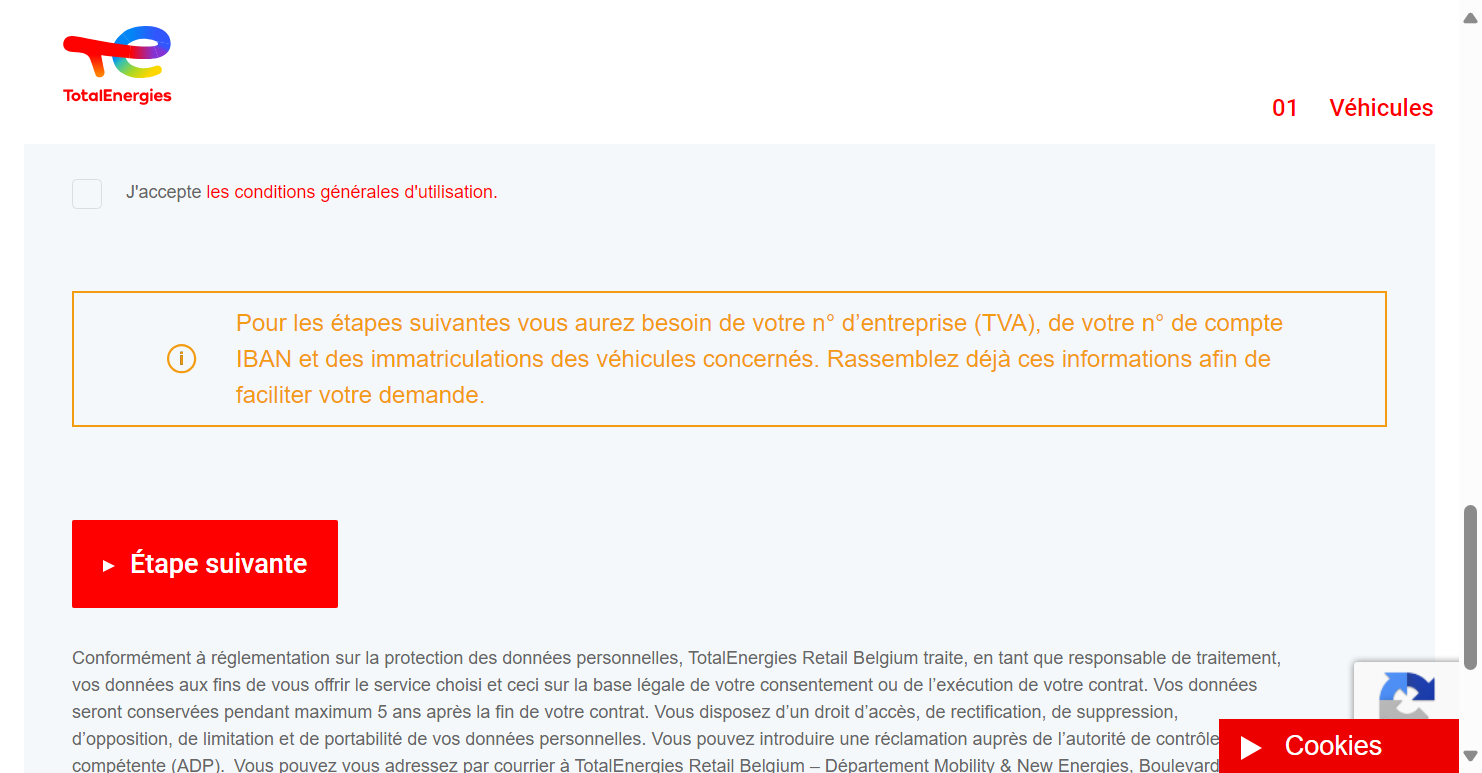 TotalEnergies
01 Véhicules
J'accepte les conditions générales d'utilisation.
Pour les étapes suivantes vous aurez besoin de votre n° d’entreprise (TVA), de votre n° de compte
IBAN et des immatriculations des véhicules concernés. Rassemblez déjà ces informations afin de
faciliter votre demande.
Étape suivante
Conformément à réglementation sur la protection des données personnelles, TotalEnergies Retail Belgium traite, en tant que responsable de traitement,
vos données aux fins de vous offrir le service choisi et ceci sur la base légale de votre consentement ou de l’exécution de votre contrat. Vos données
seront conservées pendant maximum 5 ans après la fin de votre contrat. Vous disposez d’un droit d’accès, de rectification, de suppression,
d’opposition, de limitation et de portabilité de vos données personnelles. Vous pouvez introduire une réclamation auprès de l’autorité de contrôle
compétente (ADP). Vous pouvez vous adressez par courrier à TotalEnergies Retail Belgium – Département Mobility & New Energies, Boulevard
Cookies